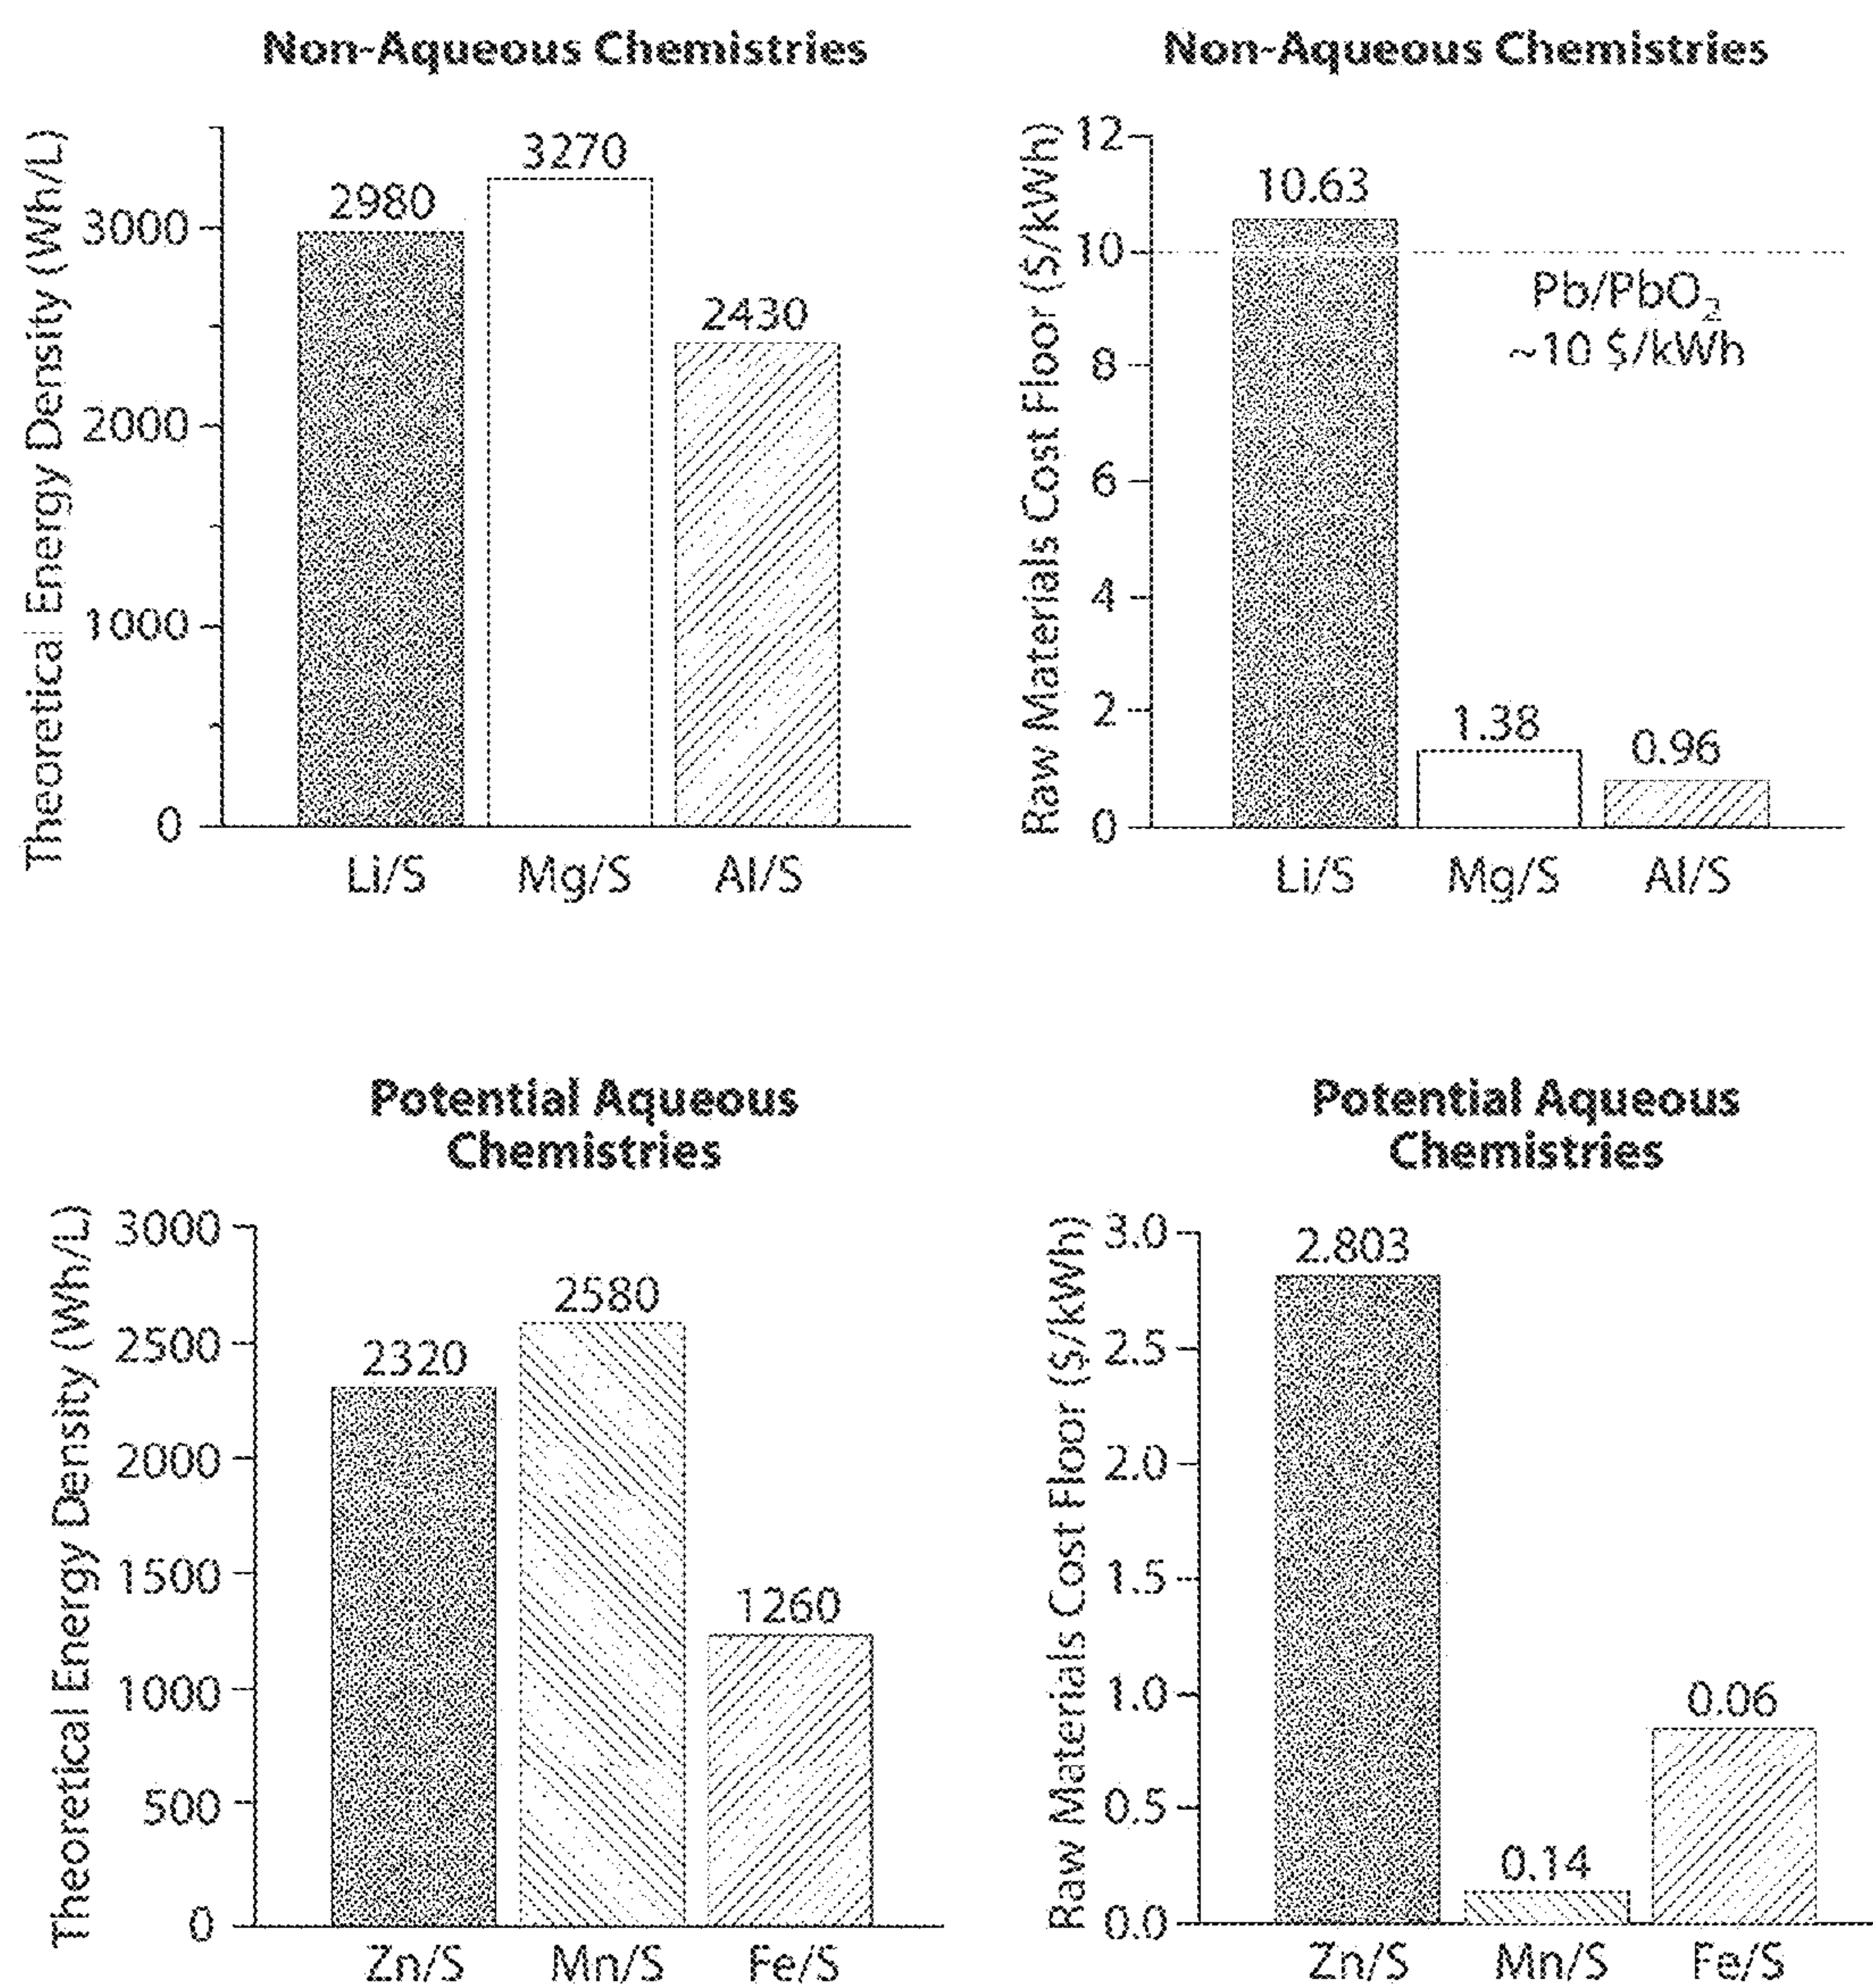 Non-Aqueous Chemistries
Theoretical Energy Density (Wh/L)
3000
2000
1000
0
2980
3270
2430
Li/S
Mg/S
Al/S
Non-Aqueous Chemistries
Raw Materials Cost Floor ($/kWh)
12
10
8
6
4
2
0
10.63
Pb/PbO₂
~10 $/kWh
1.38
0.96
Li/S
Mg/S
Al/S
Potential Aqueous
Chemistries
Theoretical Energy Density (Wh/L)
3000
2500
2000
1500
1000
500
0
2320
2580
1260
Zn/S
Mn/S
Fe/S
Potential Aqueous
Chemistries
Raw Materials Cost Floor ($/kWh)
3.0
2.5
2.0
1.5
1.0
0.5
0.0
2.803
0.14
0.06
Zn/S
Mn/S
Fe/S